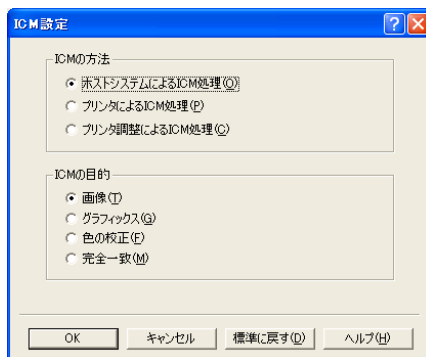 ICM設定
ICMの方法
ホストシステムによるICM処理(O)
プリンタによるICM処理(P)
プリンタ調整によるICM処理(C)
ICMの目的
画像(T)
グラフィックス(G)
色の校正(F)
完全一致(M)
OK キャンセル 標準に戻す(D) ヘルプ(H)